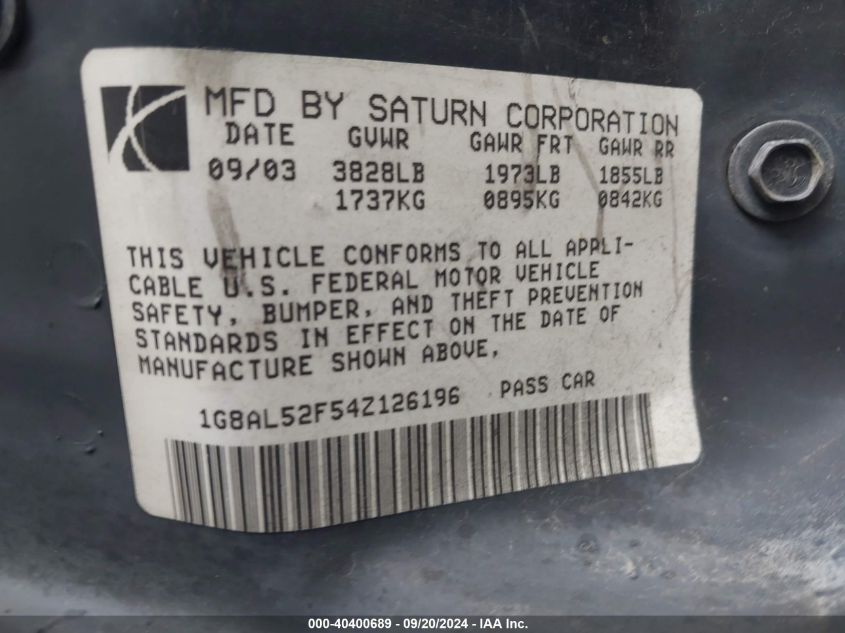 MFD BY SATURN CORPORATION
DATE GVWR GAWR FRT GAWR RR
09/03 3828LB 1973LB 1855LB
1737KG 0895KG 0842KG
THIS VEHICLE CONFORMS TO ALL APPLI-
CABLE U.S. FEDERAL MOTOR VEHICLE
SAFETY, BUMPER, AND THEFT PREVENTION
STANDARDS IN EFFECT ON THE DATE OF
MANUFACTURE SHOWN ABOVE.
1G8AL52F54Z126196 PASS CAR
000-40400689 - 09/20/2024 - IAA Inc.